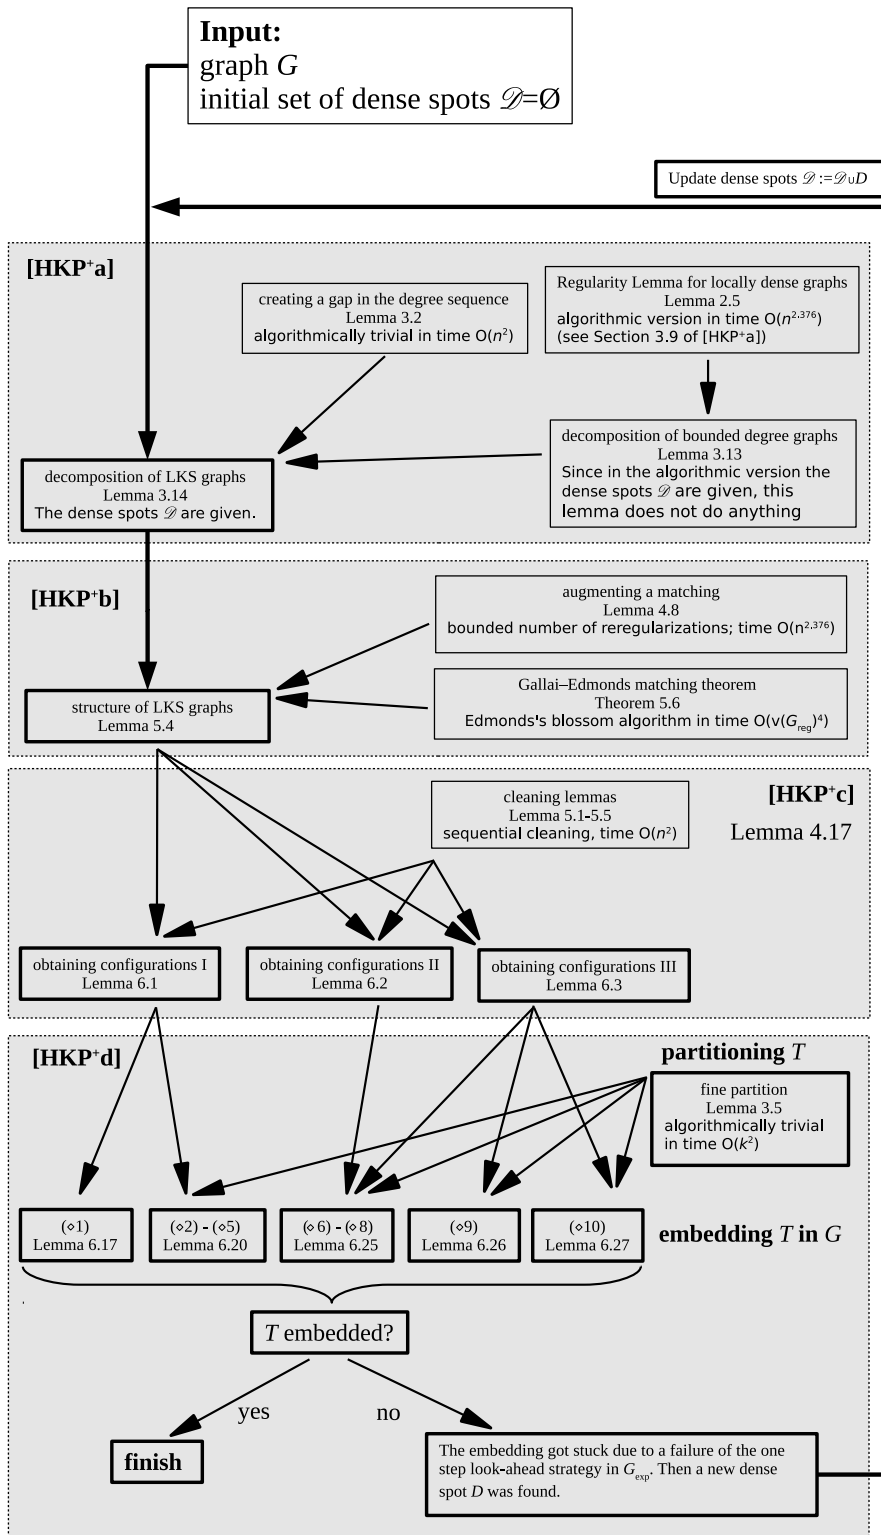 Input:
graph G
initial set of dense spots 𝒟=Ø
Update dense spots 𝒟 :=𝒟∪D
[HKP⁺a]
creating a gap in the degree sequence
Lemma 3.2
algorithmically trivial in time O(n²)
Regularity Lemma for locally dense graphs
Lemma 2.5
algorithmic version in time O(n²·³⁷⁶)
(see Section 3.9 of [HKP⁺a])
decomposition of LKS graphs
Lemma 3.14
The dense spots 𝒟 are given.
decomposition of bounded degree graphs
Lemma 3.13
Since in the algorithmic version the
dense spots 𝒟 are given, this
lemma does not do anything
[HKP⁺b]
augmenting a matching
Lemma 4.8
bounded number of reregularizations; time O(n²·³⁷⁶)
structure of LKS graphs
Lemma 5.4
Gallai–Edmonds matching theorem
Theorem 5.6
Edmonds's blossom algorithm in time O(v(G_reg)⁴)
[HKP⁺c]
Lemma 4.17
cleaning lemmas
Lemma 5.1-5.5
sequential cleaning, time O(n²)
obtaining configurations I
Lemma 6.1
obtaining configurations II
Lemma 6.2
obtaining configurations III
Lemma 6.3
[HKP⁺d]
partitioning T
fine partition
Lemma 3.5
algorithmically trivial
in time O(k²)
(⋄1)
Lemma 6.17
(⋄2) - (⋄5)
Lemma 6.20
(⋄6) - (⋄8)
Lemma 6.25
(⋄9)
Lemma 6.26
(⋄10)
Lemma 6.27
embedding T in G
T embedded?
yes
no
finish
The embedding got stuck due to a failure of the one
step look-ahead strategy in G_exp. Then a new dense
spot D was found.